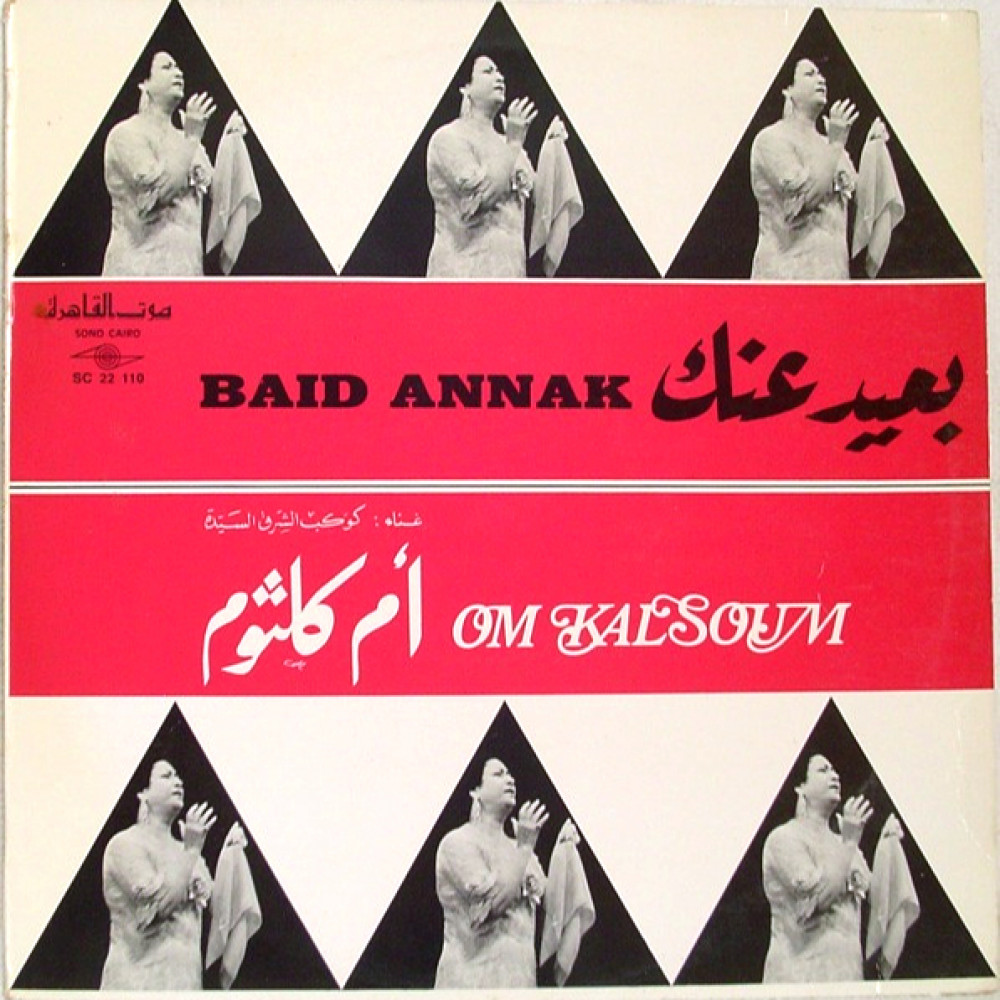 صوت القاهرة
SONO CAIRO
SC 22 110
BAID ANNAK بعيد عنك
غناء : كوكب الشرق السيدة
أم كلثوم OM KALSOUM